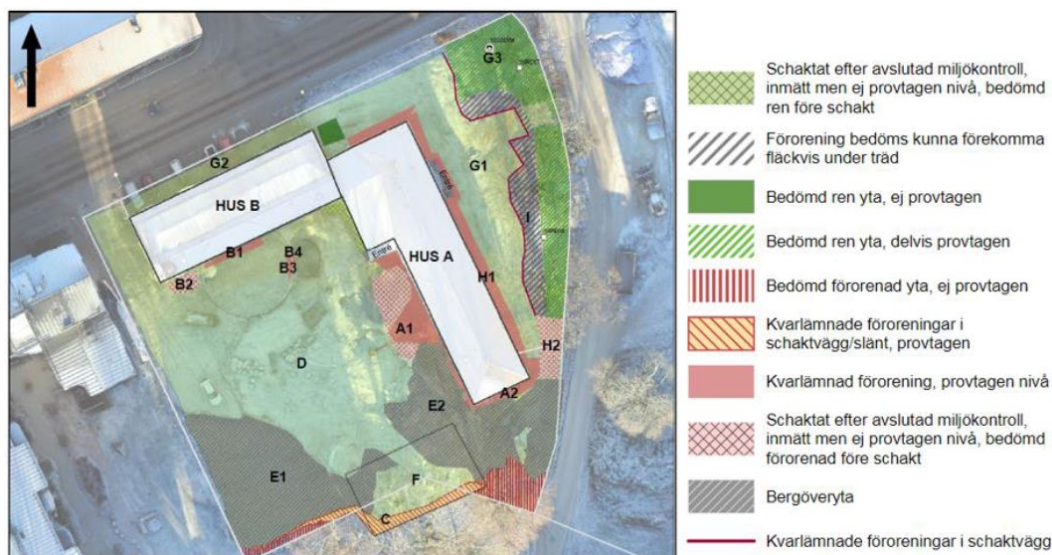 G3
G2
G1
HUS B
Entré
I
B1
B4
B3
Entré
HUS A
B2
H1
A1
H2
D
A2
E2
E1
F
C
Schaktat efter avslutad miljökontroll,
inmätt men ej provtagen nivå, bedömd
ren före schakt
Förorening bedöms kunna förekomma
fläckvis under träd
Bedömd ren yta, ej provtagen
Bedömd ren yta, delvis provtagen
Bedömd förorenad yta, ej provtagen
Kvarlämnade föroreningar i
schaktvägg/slänt, provtagen
Kvarlämnad förorening, provtagen nivå
Schaktat efter avslutad miljökontroll,
inmätt men ej provtagen nivå, bedömd
förorenad före schakt
Bergöveryta
Kvarlämnade föroreningar i schaktvägg